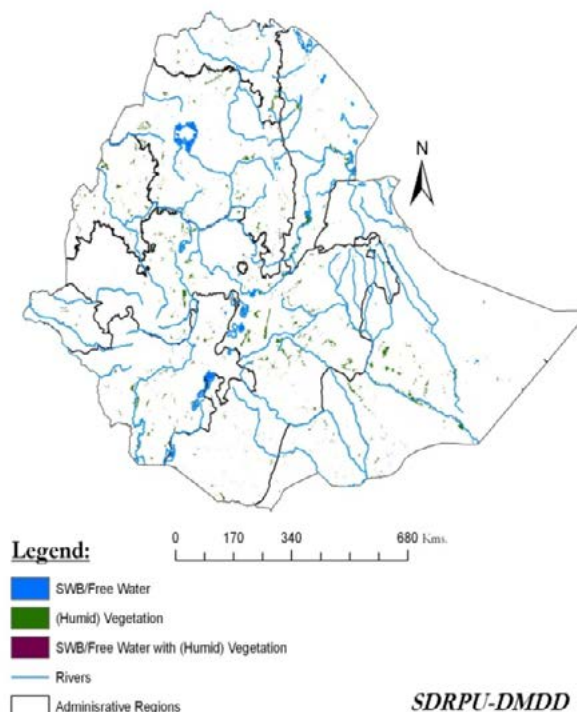 N
Legend:
0 170 340 680 Kms.
SWB/Free Water
(Humid) Vegetation
SWB/Free Water with (Humid) Vegetation
Rivers
Adminisrative Regions
SDRPU-DMDD